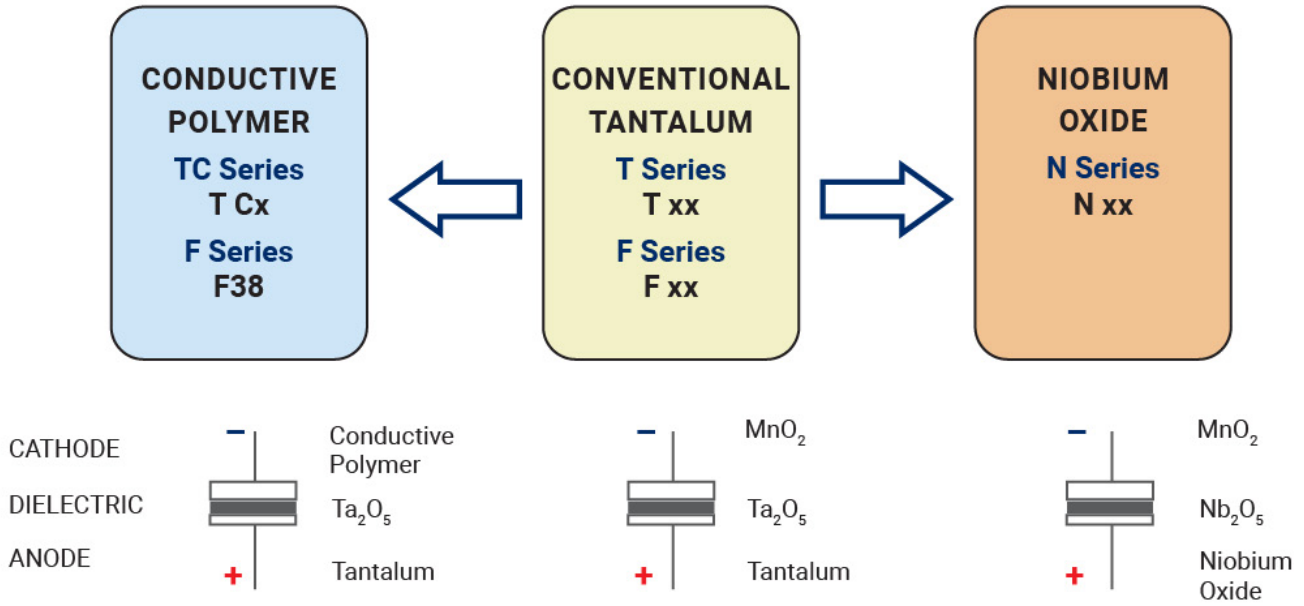 CONDUCTIVE
POLYMER
TC Series
T Cx
F Series
F38
CONVENTIONAL
TANTALUM
T Series
T xx
F Series
F xx
NIOBIUM
OXIDE
N Series
N xx
CATHODE
DIELECTRIC
ANODE
−
Conductive
Polymer
Ta₂O₅
+
Tantalum
−
MnO₂
Ta₂O₅
+
Tantalum
−
MnO₂
Nb₂O₅
+
Niobium
Oxide